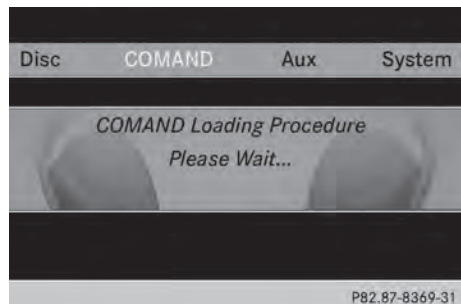 Disc COMAND Aux System
COMAND Loading Procedure
Please Wait...
P82.87-8369-31